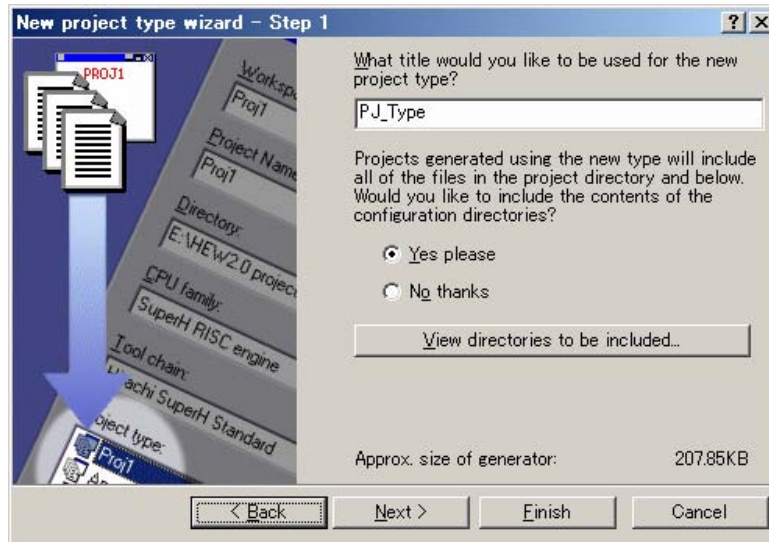 New project type wizard - Step 1
PROJ1
Workspa
Proj1
Project Name
Proj1
Directory:
E:\HEW2.0 projec
CPU family:
SuperH RISC engine
Tool chain:
Hitachi SuperH Standard
Project type:
Proj1
What title would you like to be used for the new
project type?
PJ_Type
Projects generated using the new type will include
all of the files in the project directory and below.
Would you like to include the contents of the
configuration directories?
Yes please
No thanks
View directories to be included...
Approx. size of generator: 207.85KB
< Back Next > Finish Cancel